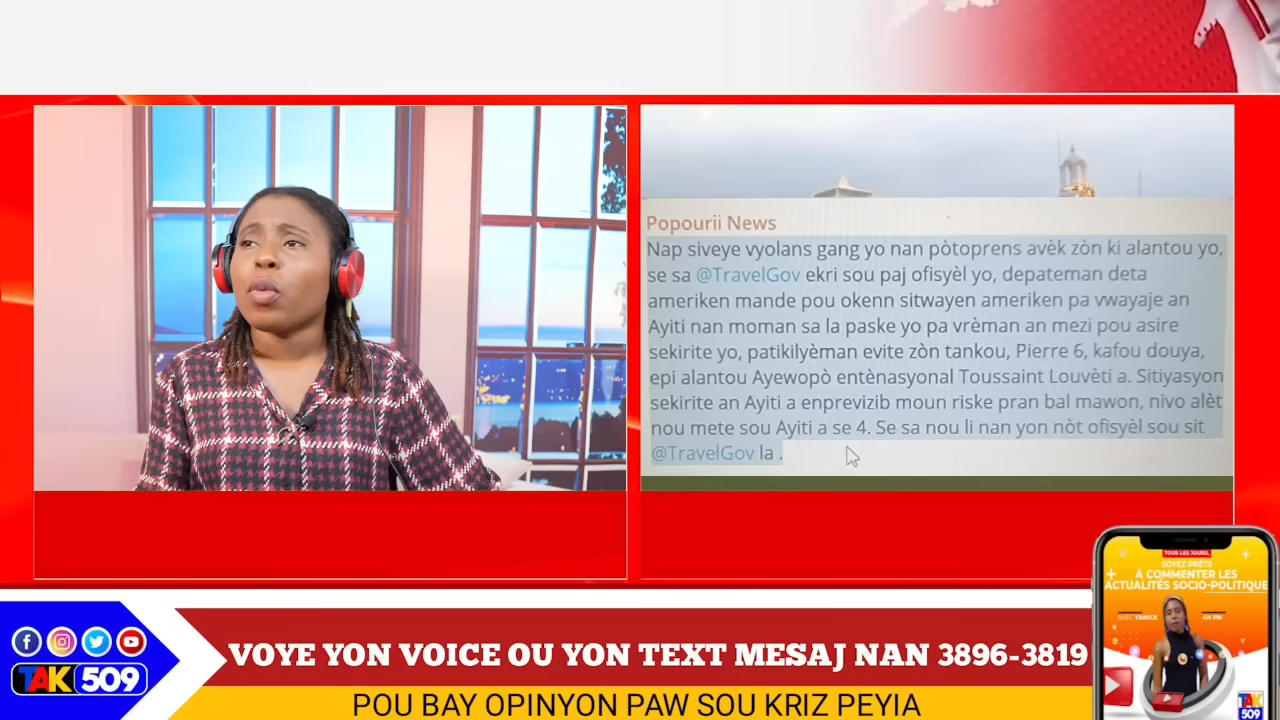 Popourii News
Nap siveye vyolans gang yo nan pòtoprens avèk zòn ki alantou yo,
se sa @TravelGov ekri sou paj ofisyèl yo, depateman deta
ameriken mande pou okenn sitwayen ameriken pa vwayaje an
Ayiti nan moman sa la paske yo pa vrèman an mezi pou asire
sekirite yo, patikilyèman evite zòn tankou, Pierre 6, kafou douya,
epi alantou Ayewopò entènasyonal Toussaint Louvèti a. Sitiyasyon
sekirite an Ayiti a enprevizib moun riske pran bal mawon, nivo alèt
nou mete sou Ayiti a se 4. Se sa nou li nan yon nòt ofisyèl sou sit
@TravelGov la .
TOUS LES JOURS,
SOYEZ PRÊTS
À COMMENTER LES
ACTUALITÉS SOCIO-POLITIQUE
AVEC YANICK
4H PM
TAK 509
VOYE YON VOICE OU YON TEXT MESAJ NAN 3896-3819
POU BAY OPINYON PAW SOU KRIZ PEYIA
TAK
509